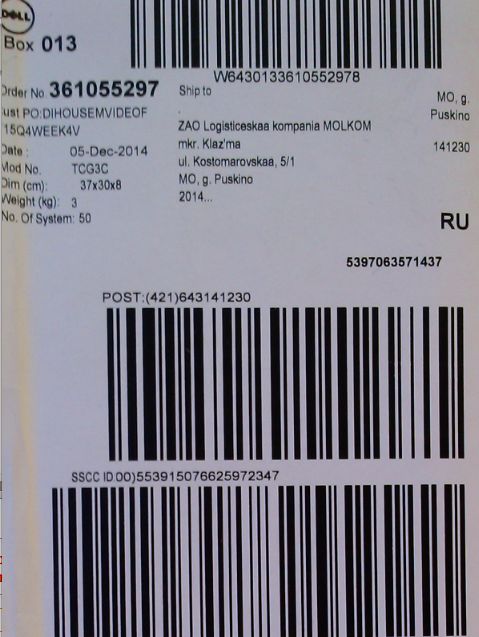 DELL
Box 013
W6430133610552978
Order No. 361055297
Ship to
MO, g.
Puskino
ust PO:DIHOUSEMVIDEOF
15Q4WEEK4V
ZAO Logisticeskaa kompania MOLKOM
Date : 05-Dec-2014
mkr. Klaz'ma
141230
Mod No. TCG3C
ul. Kostomarovskaa, 5/1
Dim (cm): 37x30x8
MO, g. Puskino
Weight (kg): 3
2014...
No. Of System: 50
RU
5397063571437
POST:(421)643141230
SSCC ID:00)553915076625972347